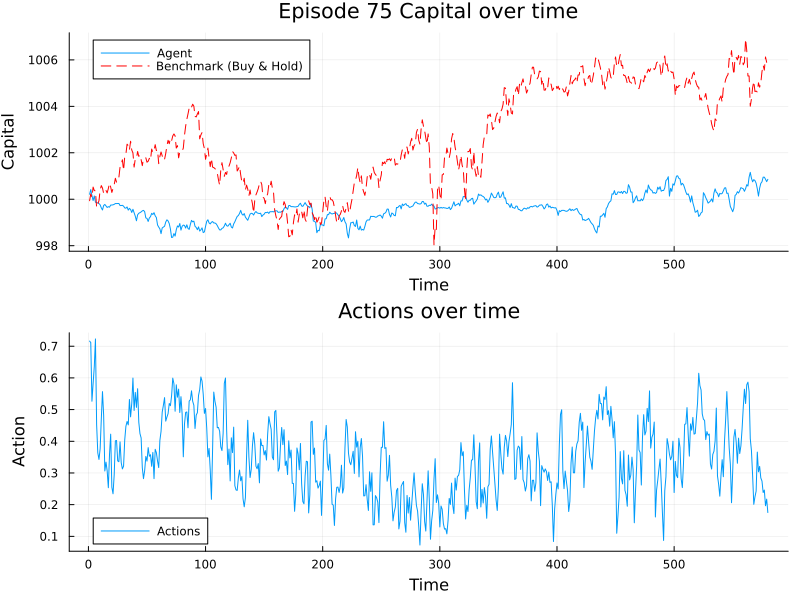 Episode 75 Capital over time
Agent
Benchmark (Buy & Hold)
Capital
1006
1004
1002
1000
998
0 100 200 300 400 500
Time
Actions over time
Action
0.7
0.6
0.5
0.4
0.3
0.2
0.1
Actions
0 100 200 300 400 500
Time